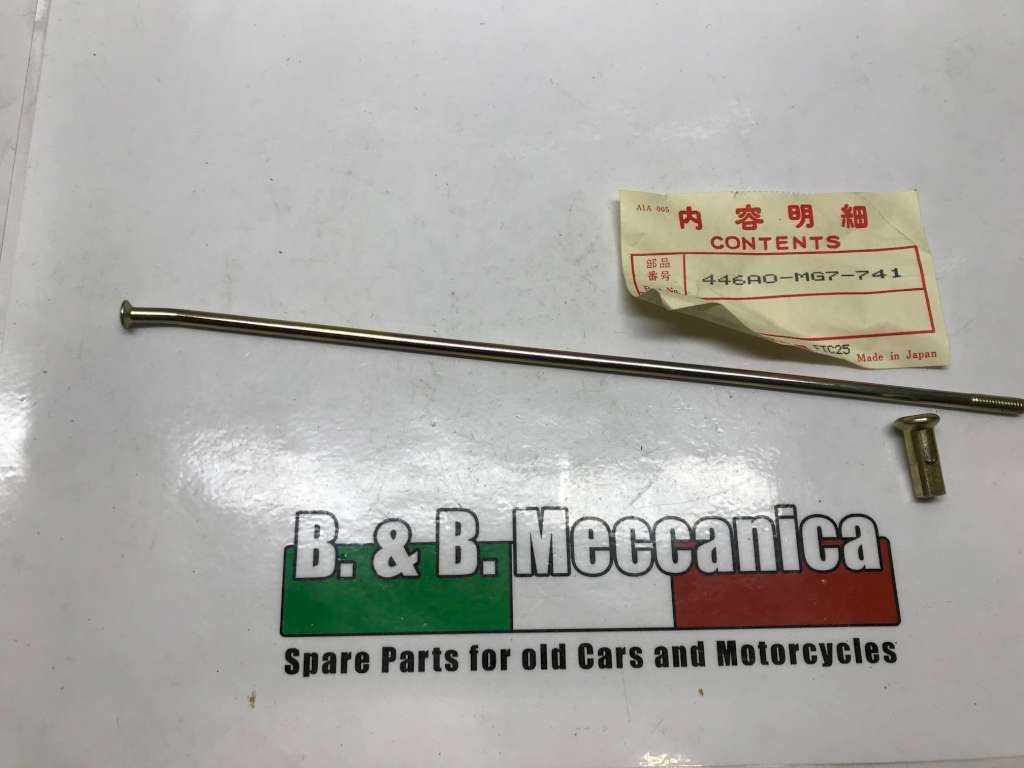 A1A 005
内容明細
CONTENTS
部品
番号
446A0-MG7-741
Made in Japan
B. & B. Meccanica
Spare Parts for old Cars and Motorcycles